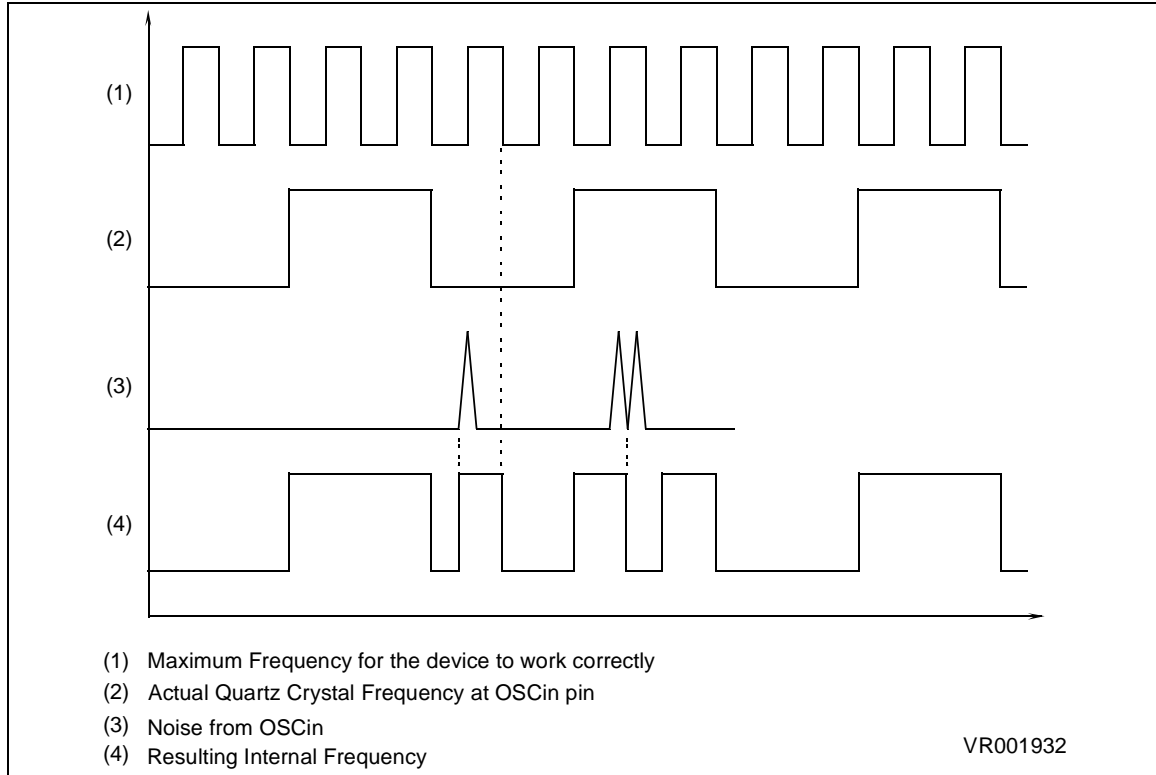 (1)
(2)
(3)
(4)
(1) Maximum Frequency for the device to work correctly
(2) Actual Quartz Crystal Frequency at OSCin pin
(3) Noise from OSCin
(4) Resulting Internal Frequency
VR001932